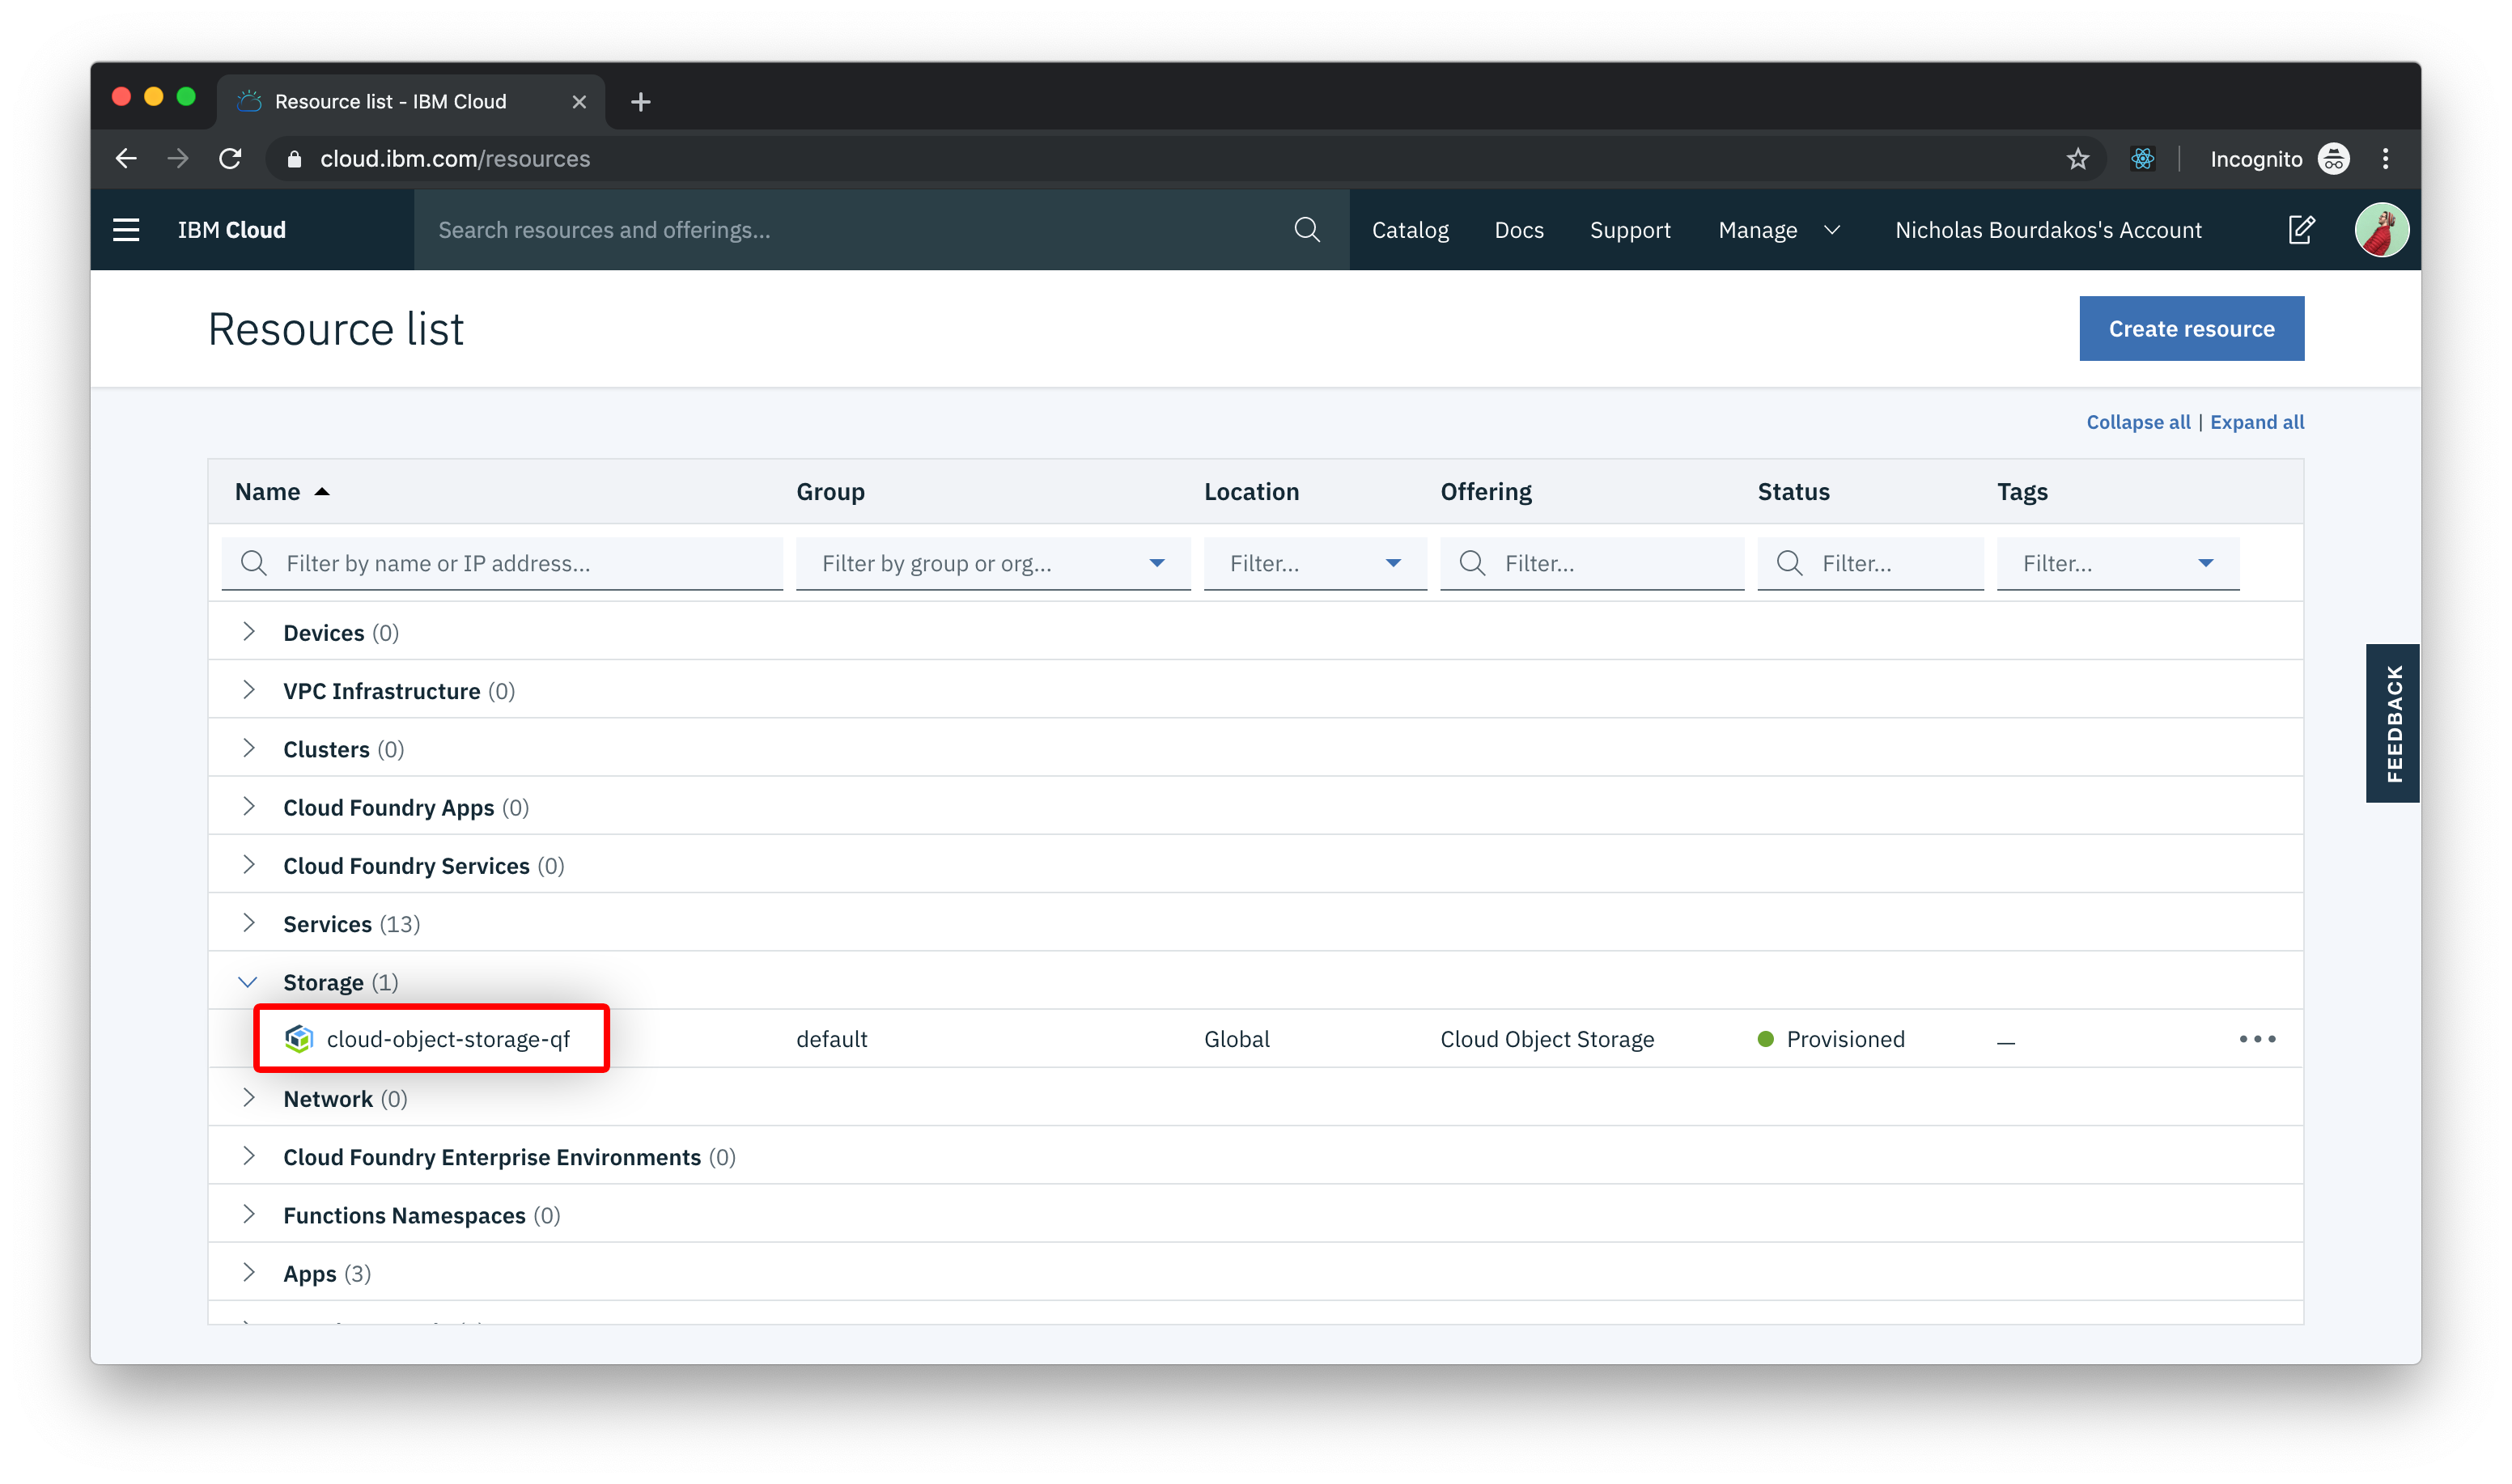 Resource list - IBM Cloud
cloud.ibm.com/resources
Incognito
IBM Cloud
Search resources and offerings...
Catalog
Docs
Support
Manage
Nicholas Bourdakos's Account
Resource list
Create resource
Collapse all | Expand all
Name
Group
Location
Offering
Status
Tags
Filter by name or IP address...
Filter by group or org...
Filter...
Filter...
Filter...
Filter...
Devices (0)
VPC Infrastructure (0)
Clusters (0)
Cloud Foundry Apps (0)
Cloud Foundry Services (0)
Services (13)
Storage (1)
cloud-object-storage-qf
default
Global
Cloud Object Storage
Provisioned
—
Network (0)
Cloud Foundry Enterprise Environments (0)
Functions Namespaces (0)
Apps (3)
FEEDBACK